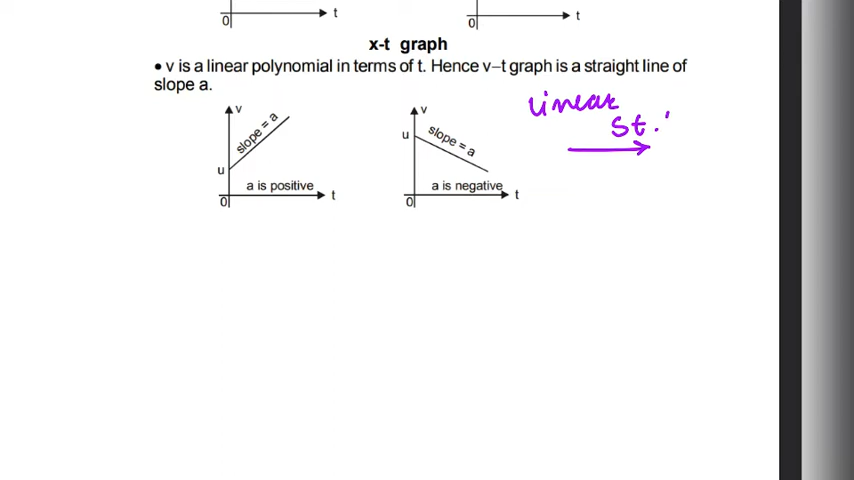 0 t 0 t
x-t graph
• v is a linear polynomial in terms of t. Hence v–t graph is a straight line of
slope a.
linear
st.
v slope = a u a is positive 0 t
v slope = a u a is negative 0 t